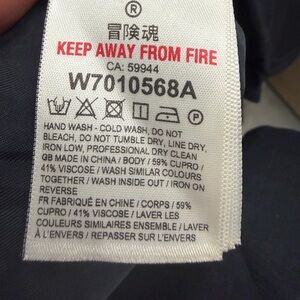 ®
冒険魂
KEEP AWAY FROM FIRE
CA: 59944
W7010568A
HAND WASH - COLD WASH, DO NOT
BLEACH, DO NOT TUMBLE DRY, LINE DRY,
IRON LOW, PROFESSIONAL DRY CLEAN
GB MADE IN CHINA / BODY / 59% CUPRO /
41% VISCOSE / WASH SIMILAR COLOURS
TOGETHER / WASH INSIDE OUT / IRON ON
REVERSE
FR FABRIQUÉ EN CHINE / CORPS / 59%
CUPRO / 41% VISCOSE / LAVER LES
COULEURS SIMILAIRES ENSEMBLE / LAVER
À L'ENVERS / REPASSER SUR L'ENVERS